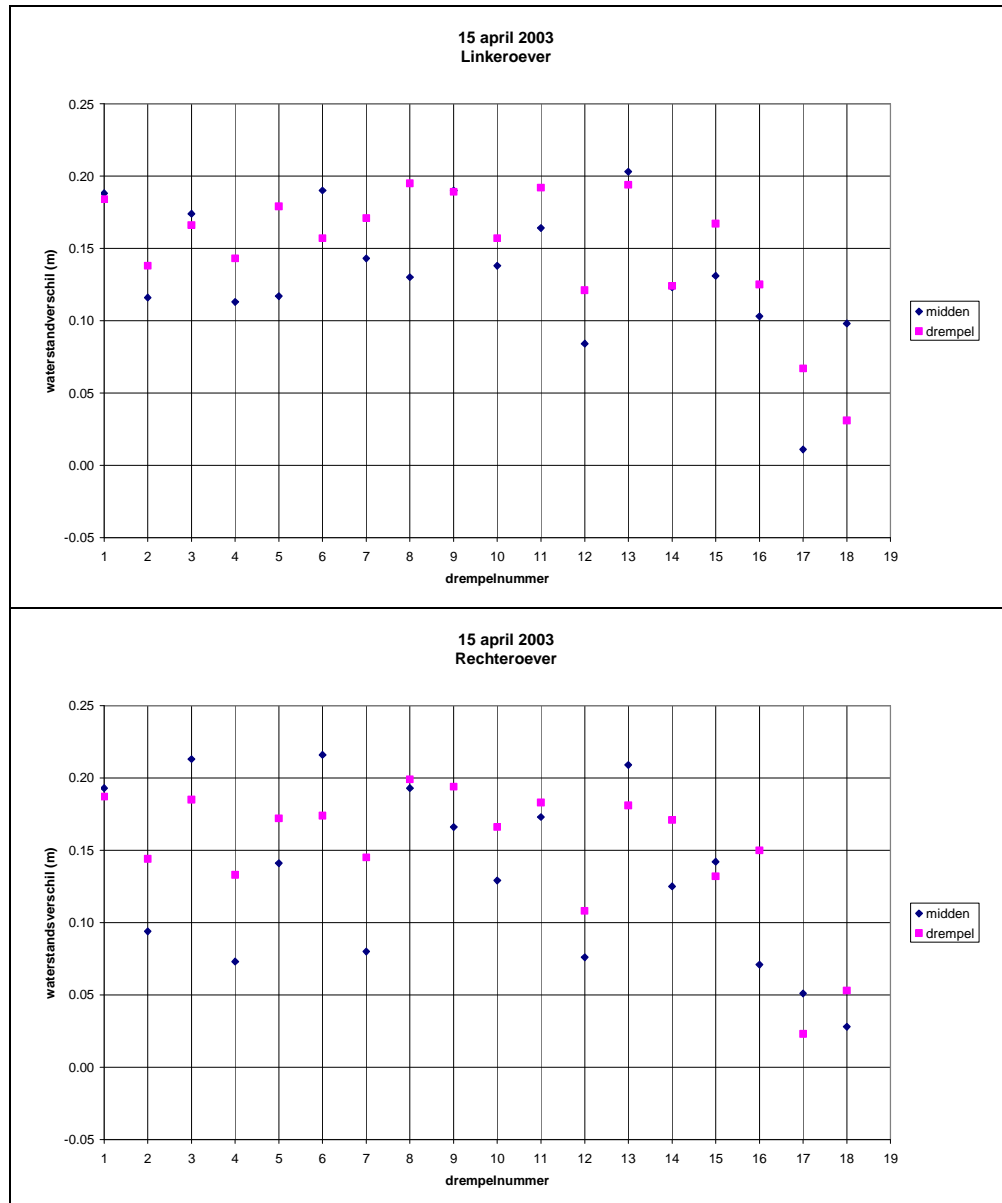 15 april 2003
Linkeroever
0.25
0.20
0.15
0.10
0.05
0.00
-0.05
waterstandverschil (m)
1 2 3 4 5 6 7 8 9 10 11 12 13 14 15 16 17 18 19
drempelnummer
midden
drempel
15 april 2003
Rechteroever
0.25
0.20
0.15
0.10
0.05
0.00
-0.05
waterstandsverschil (m)
1 2 3 4 5 6 7 8 9 10 11 12 13 14 15 16 17 18 19
drempelnummer
midden
drempel